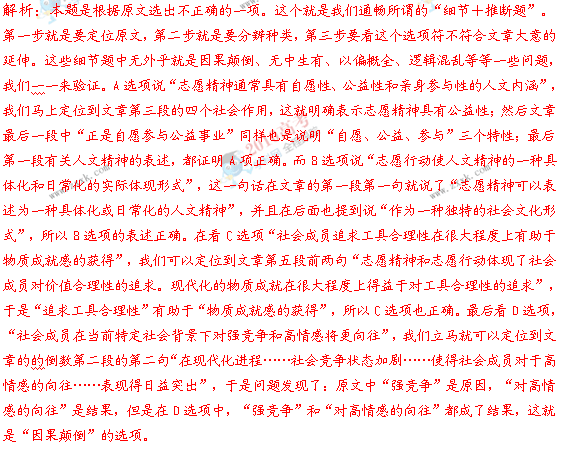 解析：本题是根据原文选出不正确的一项。这个就是我们通畅所谓的“细节+推断题”。
第一步就是要定位原文，第二步就是要分辨种类，第三步要看这个选项符不符合文章大意的
延伸。这些细节题中无外乎就是因果颠倒、无中生有、以偏概全、逻辑混乱等等一些问题，
我们一一来验证。A 选项说“志愿精神通常具有自愿性、公益性和亲身参与性的人文内涵”，
我们马上定位到文章第三段的四个社会作用，这就明确表示志愿精神具有公益性；然后文章
最后一段中“正是自愿参与公益事业”同样也是说明“自愿、公益、参与”三个特性；最后
第一段有关人文精神的表述，都证明 A 项正确。而 B 选项说“志愿行动使人文精神的一种具
体化和日常化的实际体现形式”，这一句话在文章的第一段第一句就说了“志愿精神可以表
述为一种具体化或日常化的人文精神”，并且在后面也提到说“作为一种独特的社会文化形
式”，所以 B 选项的表述正确。在看 C 选项“社会成员追求工具合理性在很大程度上有助于
物质成就感的获得”，我们可以定位到文章第五段前两句“志愿精神和志愿行动体现了社会
成员对价值合理性的追求。现代化的物质成就在很大程度上得益于对工具合理性的追求”，
于是“追求工具合理性”有助于“物质成就感的获得”，所以 C 选项也正确。最后看 D 选项，
“社会成员在当前特定社会背景下对强竞争和高情感将更向往”，我们立马就可以定位到文
章的的倒数第二段的第二句“在现代化进程……社会竞争状态加剧……使得社会成员对于高
情感的向往……表现得日益突出”，于是问题发现了：原文中“强竞争”是原因，“对高情
感的向往”是结果，但是在 D 选项中，“强竞争”和“对高情感的向往”都成了结果，这就
是“因果颠倒”的选项。